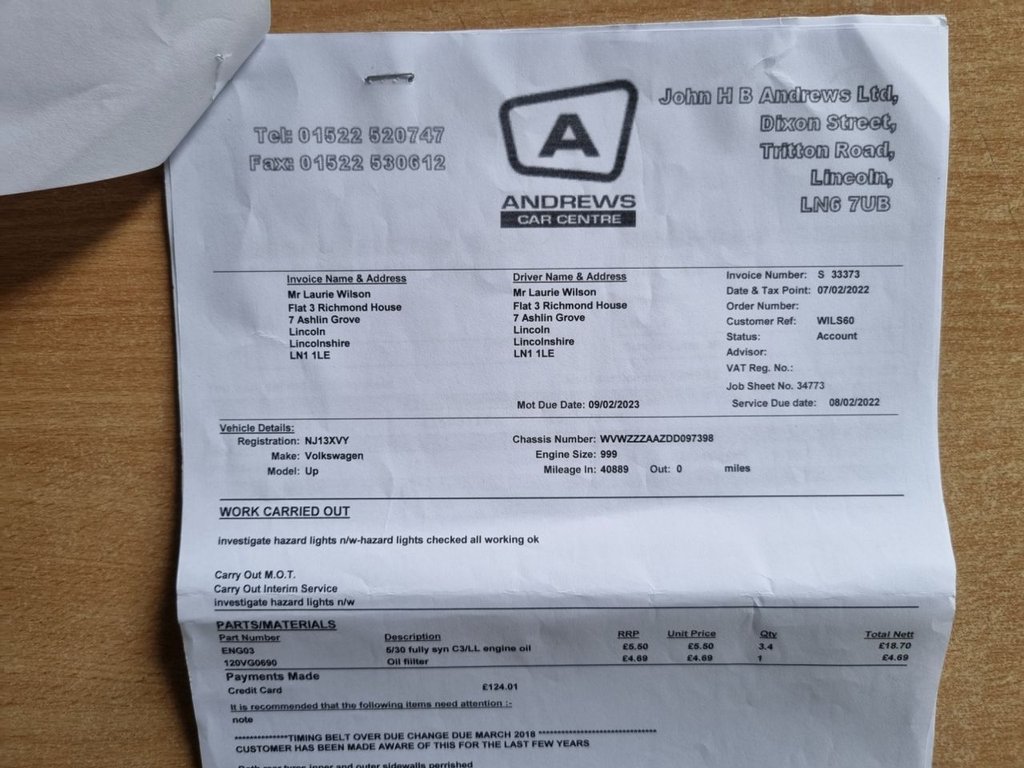 Tel: 01522 520747
Fax: 01522 530612
A
ANDREWS
CAR CENTRE
John H B Andrews Ltd,
Dixon Street,
Tritton Road,
Lincoln,
LN6 7UB
Invoice Name & Address
Mr Laurie Wilson
Flat 3 Richmond House
7 Ashlin Grove
Lincoln
Lincolnshire
LN1 1LE
Driver Name & Address
Mr Laurie Wilson
Flat 3 Richmond House
7 Ashlin Grove
Lincoln
Lincolnshire
LN1 1LE
Mot Due Date: 09/02/2023
Invoice Number: S 33373
Date & Tax Point: 07/02/2022
Order Number:
Customer Ref: WILS60
Status: Account
Advisor:
VAT Reg. No.:
Job Sheet No. 34773
Service Due date: 08/02/2022
Vehicle Details:
Registration: NJ13XVY
Make: Volkswagen
Model: Up
Chassis Number: WVWZZZAAZDD097398
Engine Size: 999
Mileage In: 40889 Out: 0 miles
WORK CARRIED OUT
investigate hazard lights n/w-hazard lights checked all working ok
Carry Out M.O.T.
Carry Out Interim Service
investigate hazard lights n/w
PARTS/MATERIALS
Part Number Description RRP Unit Price Qty Total Nett
ENG03 5/30 fully syn C3/LL engine oil £5.50 £5.50 3.4 £18.70
120VG0690 Oil fillter £4.69 £4.69 1 £4.69
Payments Made
Credit Card £124.01
It is recommended that the following items need attention :-
note
**************TIMING BELT OVER DUE CHANGE DUE MARCH 2018 ******************************
CUSTOMER HAS BEEN MADE AWARE OF THIS FOR THE LAST FEW YEARS
Both rear tyres inner and outer sidewalls perrished